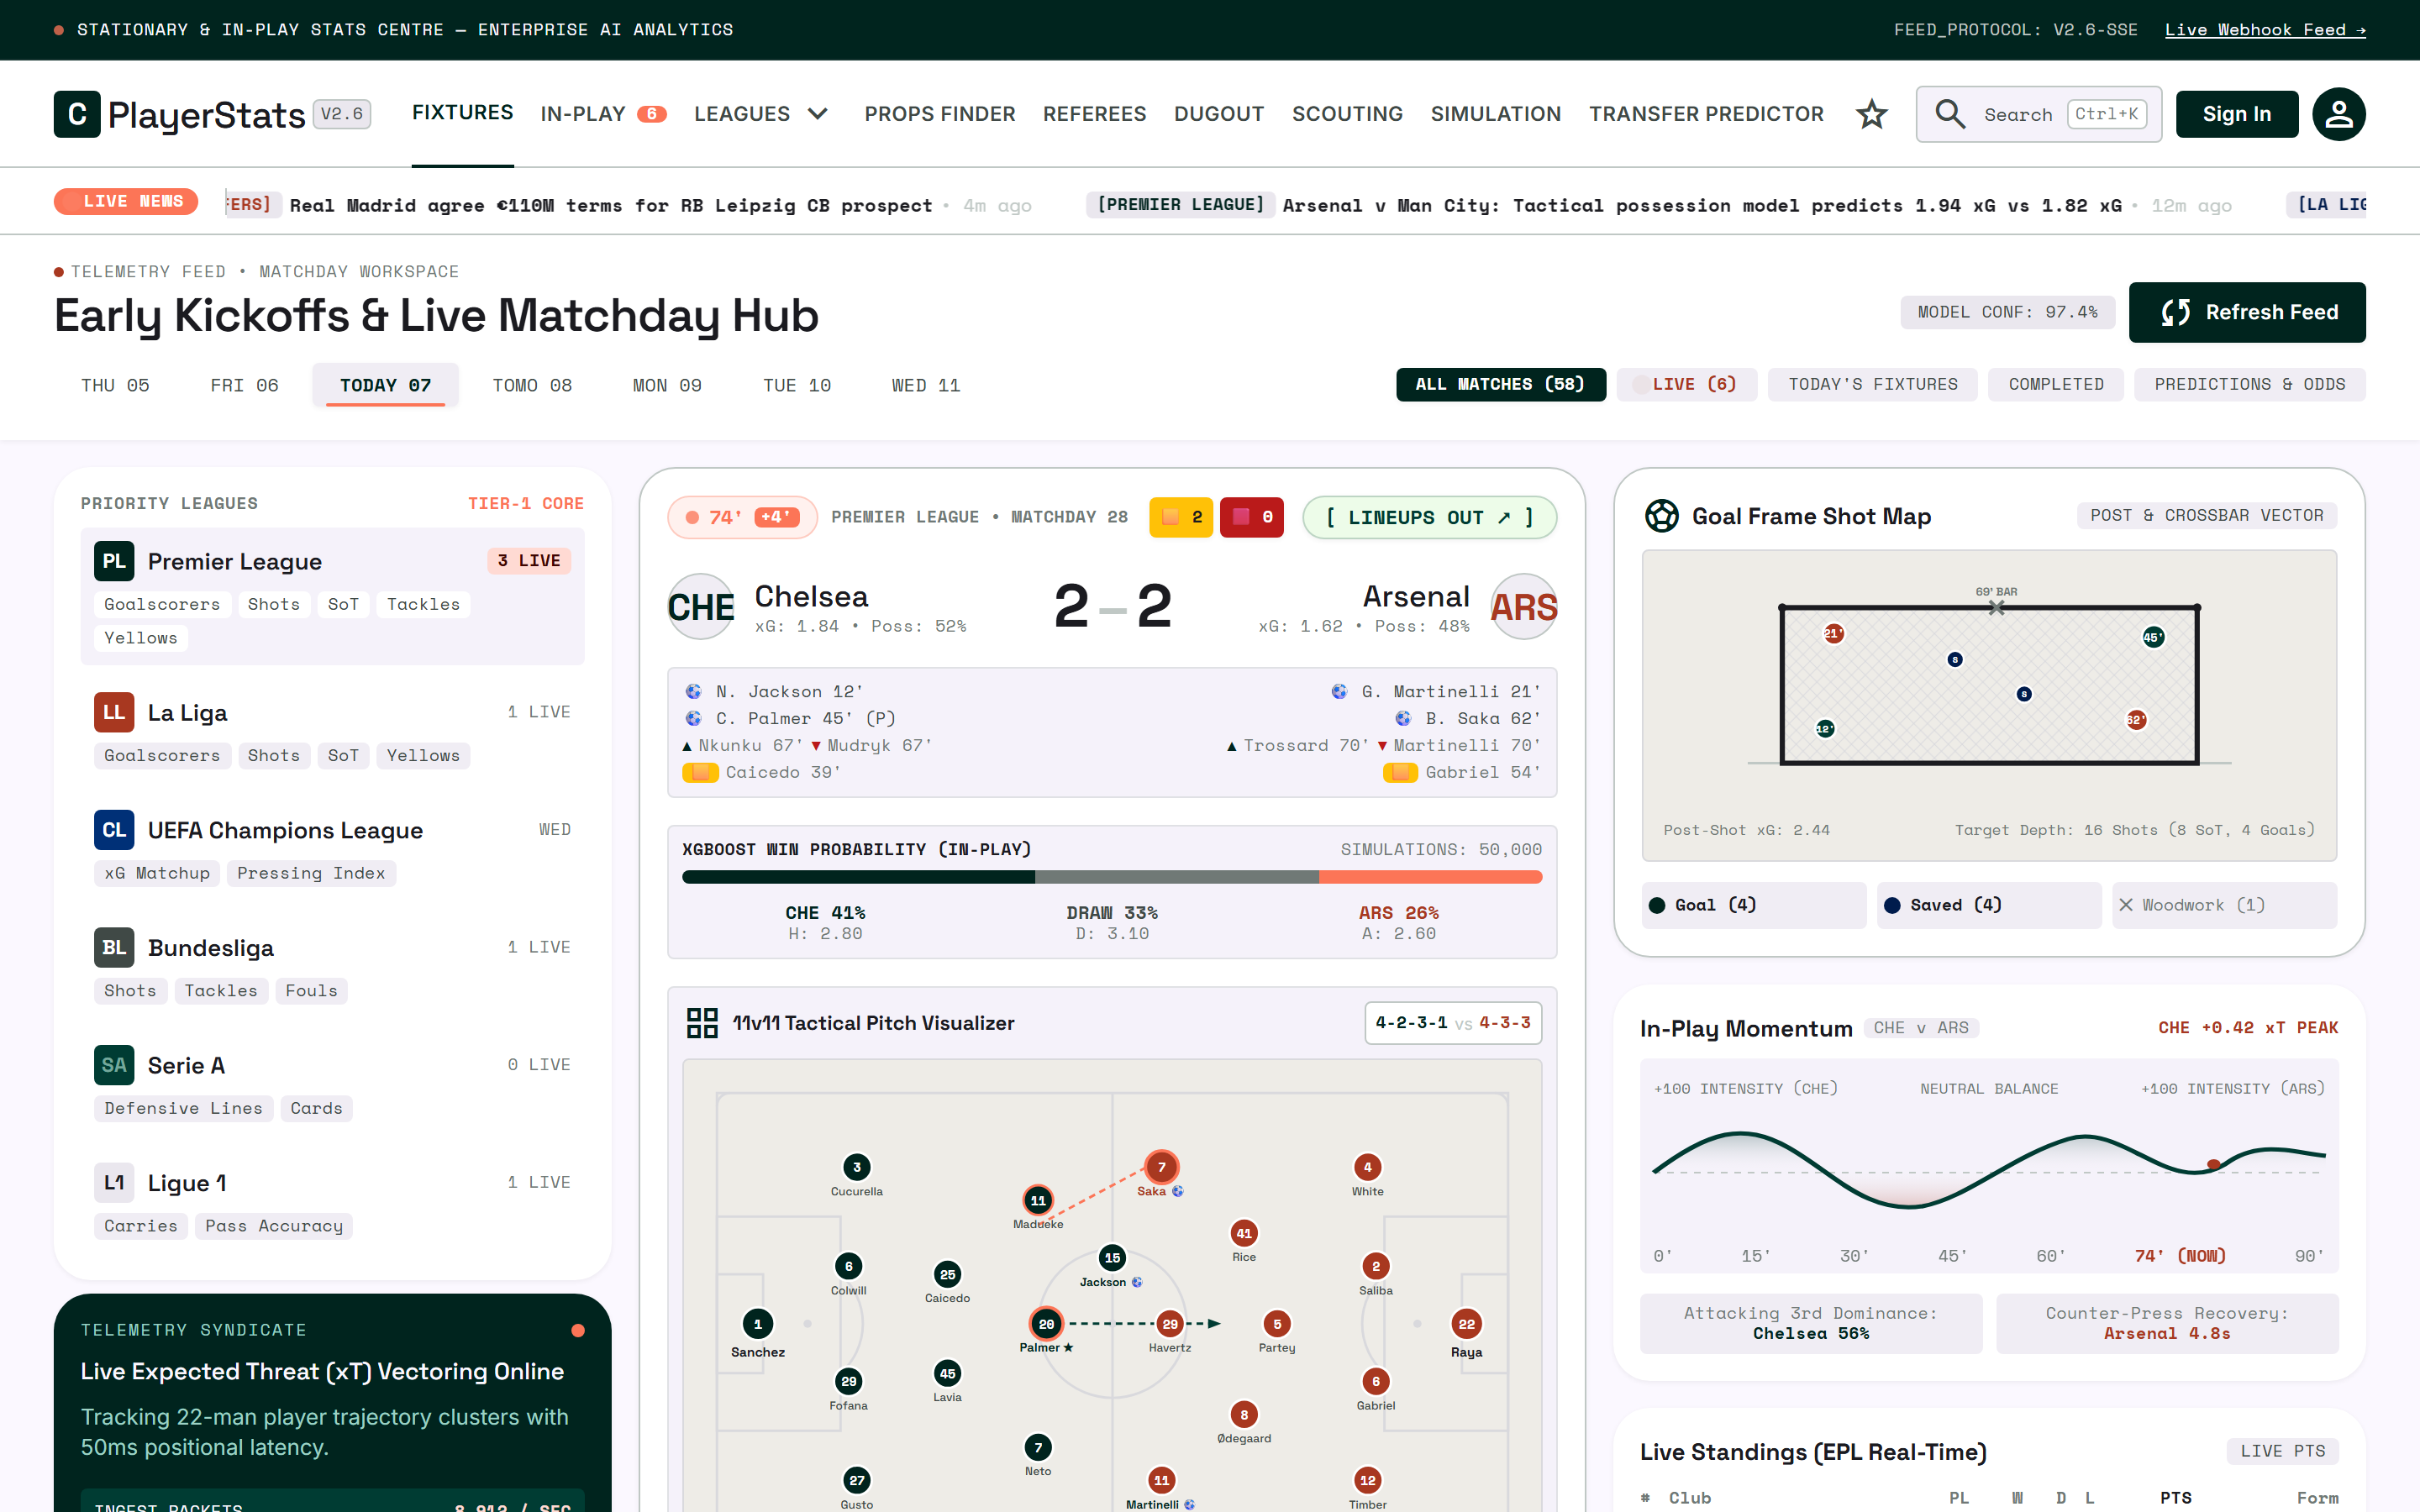 STATIONARY & IN-PLAY STATS CENTRE — ENTERPRISE AI ANALYTICS
FEED_PROTOCOL: V2.6-SSE Live Webhook Feed →
C PlayerStats V2.6 FIXTURES IN-PLAY 6 LEAGUES PROPS FINDER REFEREES DUGOUT SCOUTING SIMULATION TRANSFER PREDICTOR Search Ctrl+K Sign In
LIVE NEWS ERS] Real Madrid agree €110M terms for RB Leipzig CB prospect • 4m ago [PREMIER LEAGUE] Arsenal v Man City: Tactical possession model predicts 1.94 xG vs 1.82 xG • 12m ago [LA LIG
TELEMETRY FEED • MATCHDAY WORKSPACE
Early Kickoffs & Live Matchday Hub
MODEL CONF: 97.4% Refresh Feed
THU 05 FRI 06 TODAY 07 TOMO 08 MON 09 TUE 10 WED 11
ALL MATCHES (58) LIVE (6) TODAY'S FIXTURES COMPLETED PREDICTIONS & ODDS
PRIORITY LEAGUES TIER-1 CORE
PL Premier League 3 LIVE
Goalscorers Shots SoT Tackles
Yellows
LL La Liga 1 LIVE
Goalscorers Shots SoT Yellows
CL UEFA Champions League WED
xG Matchup Pressing Index
BL Bundesliga 1 LIVE
Shots Tackles Fouls
SA Serie A 0 LIVE
Defensive Lines Cards
L1 Ligue 1 1 LIVE
Carries Pass Accuracy
TELEMETRY SYNDICATE
Live Expected Threat (xT) Vectoring Online
Tracking 22-man player trajectory clusters with
50ms positional latency.
INGEST PACKETS 8,912 / SEC
74' +4' PREMIER LEAGUE • MATCHDAY 28 2 0 [ LINEUPS OUT ↗ ]
CHE Chelsea 2 – 2 Arsenal ARS
xG: 1.84 • Poss: 52% xG: 1.62 • Poss: 48%
N. Jackson 12' G. Martinelli 21'
C. Palmer 45' (P) B. Saka 62'
▲ Nkunku 67' ▼ Mudryk 67' ▲ Trossard 70' ▼ Martinelli 70'
Caicedo 39' Gabriel 54'
XGBOOST WIN PROBABILITY (IN-PLAY) SIMULATIONS: 50,000
CHE 41% DRAW 33% ARS 26%
H: 2.80 D: 3.10 A: 2.60
11v11 Tactical Pitch Visualizer 4-2-3-1 vs 4-3-3
3 7 4
Cucurella Saka White
11
Madueke
41
Rice
15
Jackson
6 25 2
Colwill Caicedo Saliba
1 20 29 5 22
Sanchez Palmer ★ Havertz Partey Raya
29 45 6
Fofana Lavia Gabriel
8
Ødegaard
7
Neto
27 11 12
Gusto Martinelli Timber
Goal Frame Shot Map POST & CROSSBAR VECTOR
69' BAR
21' 45'
S
S
12' 62'
Post-Shot xG: 2.44 Target Depth: 16 Shots (8 SoT, 4 Goals)
Goal (4) Saved (4) Woodwork (1)
In-Play Momentum CHE v ARS CHE +0.42 xT PEAK
+100 INTENSITY (CHE) NEUTRAL BALANCE +100 INTENSITY (ARS)
0' 15' 30' 45' 60' 74' (NOW) 90'
Attacking 3rd Dominance: Counter-Press Recovery:
Chelsea 56% Arsenal 4.8s
Live Standings (EPL Real-Time) LIVE PTS
# Club PL W D L PTS Form